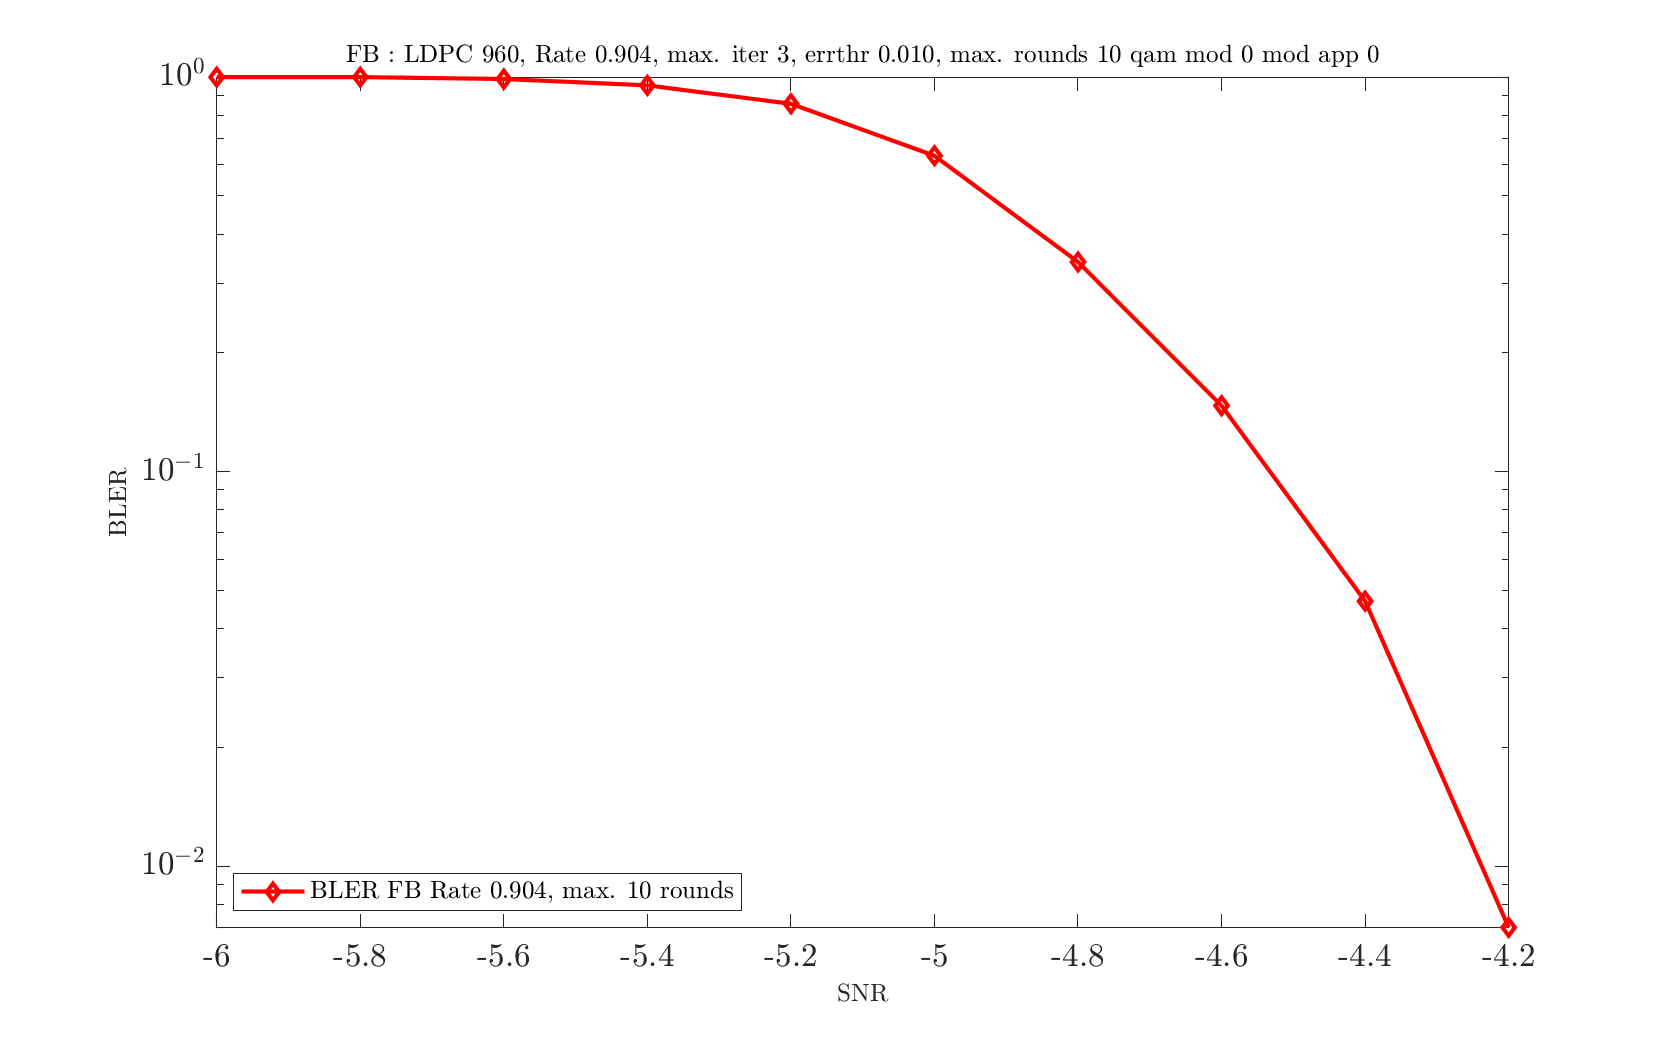 FB : LDPC 960, Rate 0.904, max. iter 3, errthr 0.010, max. rounds 10 qam mod 0 mod app 0
10^0
10^{-1}
10^{-2}
BLER
BLER FB Rate 0.904, max. 10 rounds
-6 -5.8 -5.6 -5.4 -5.2 -5 -4.8 -4.6 -4.4 -4.2
SNR